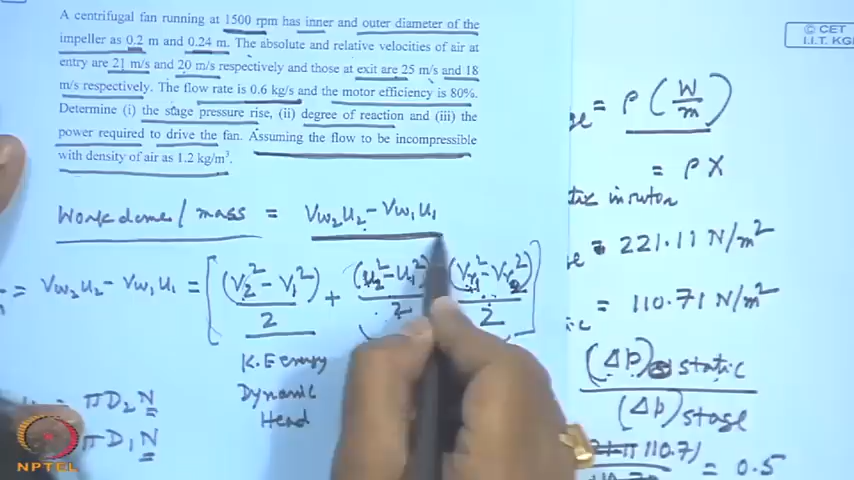 A centrifugal fan running at 1500 rpm has inner and outer diameter of the
impeller as 0.2 m and 0.24 m. The absolute and relative velocities of air at
entry are 21 m/s and 20 m/s respectively and those at exit are 25 m/s and 18
m/s respectively. The flow rate is 0.6 kg/s and the motor efficiency is 80%.
Determine (i) the stage pressure rise, (ii) degree of reaction and (iii) the
power required to drive the fan. Assuming the flow to be incompressible
with density of air as 1.2 kg/m³.
Work done / mass = Vw₂u₂ - Vw₁u₁
= Vw₂u₂ - Vw₁u₁ = [(V₂² - V₁²)/2 + (u₂² - u₁²)/2 (Vr₁² - Vr₂²)/2]
K.E energy
Dynamic
Head
πD₂N
πD₁N
© CET
I.I.T. KGP
= ρ (W/m)
= ρX
in rotor
221.11 N/m²
= 110.71 N/m²
(Δp) static
(Δp) stage
110.71
= 0.5
NPTEL